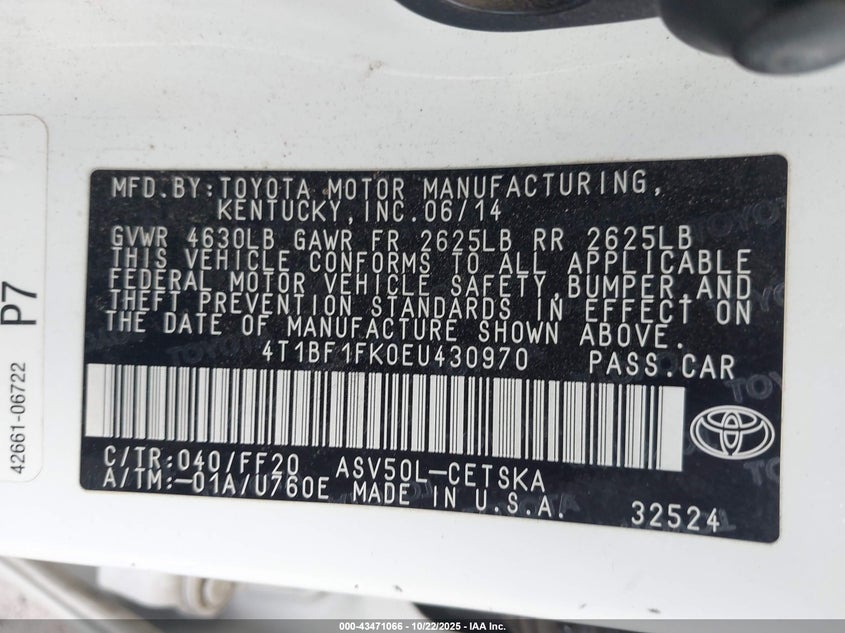 MFD.BY:TOYOTA MOTOR MANUFACTURING,
KENTUCKY,INC.06/14
GVWR 4630LB GAWR FR 2625LB RR 2625LB
THIS VEHICLE CONFORMS TO ALL APPLICABLE
FEDERAL MOTOR VEHICLE SAFETY,BUMPER,AND
THEFT PREVENTION STANDARDS IN EFFECT ON
THE DATE OF MANUFACTURE SHOWN ABOVE.
4T1BF1FK0EU430970 PASS.CAR
C/TR:040/FF20 ASV50L-CETSKA
A/TM:-01A/U760E MADE IN U.S.A.
32524
P7
42661-06722
000-43471066 - 10/22/2025 - IAA Inc.